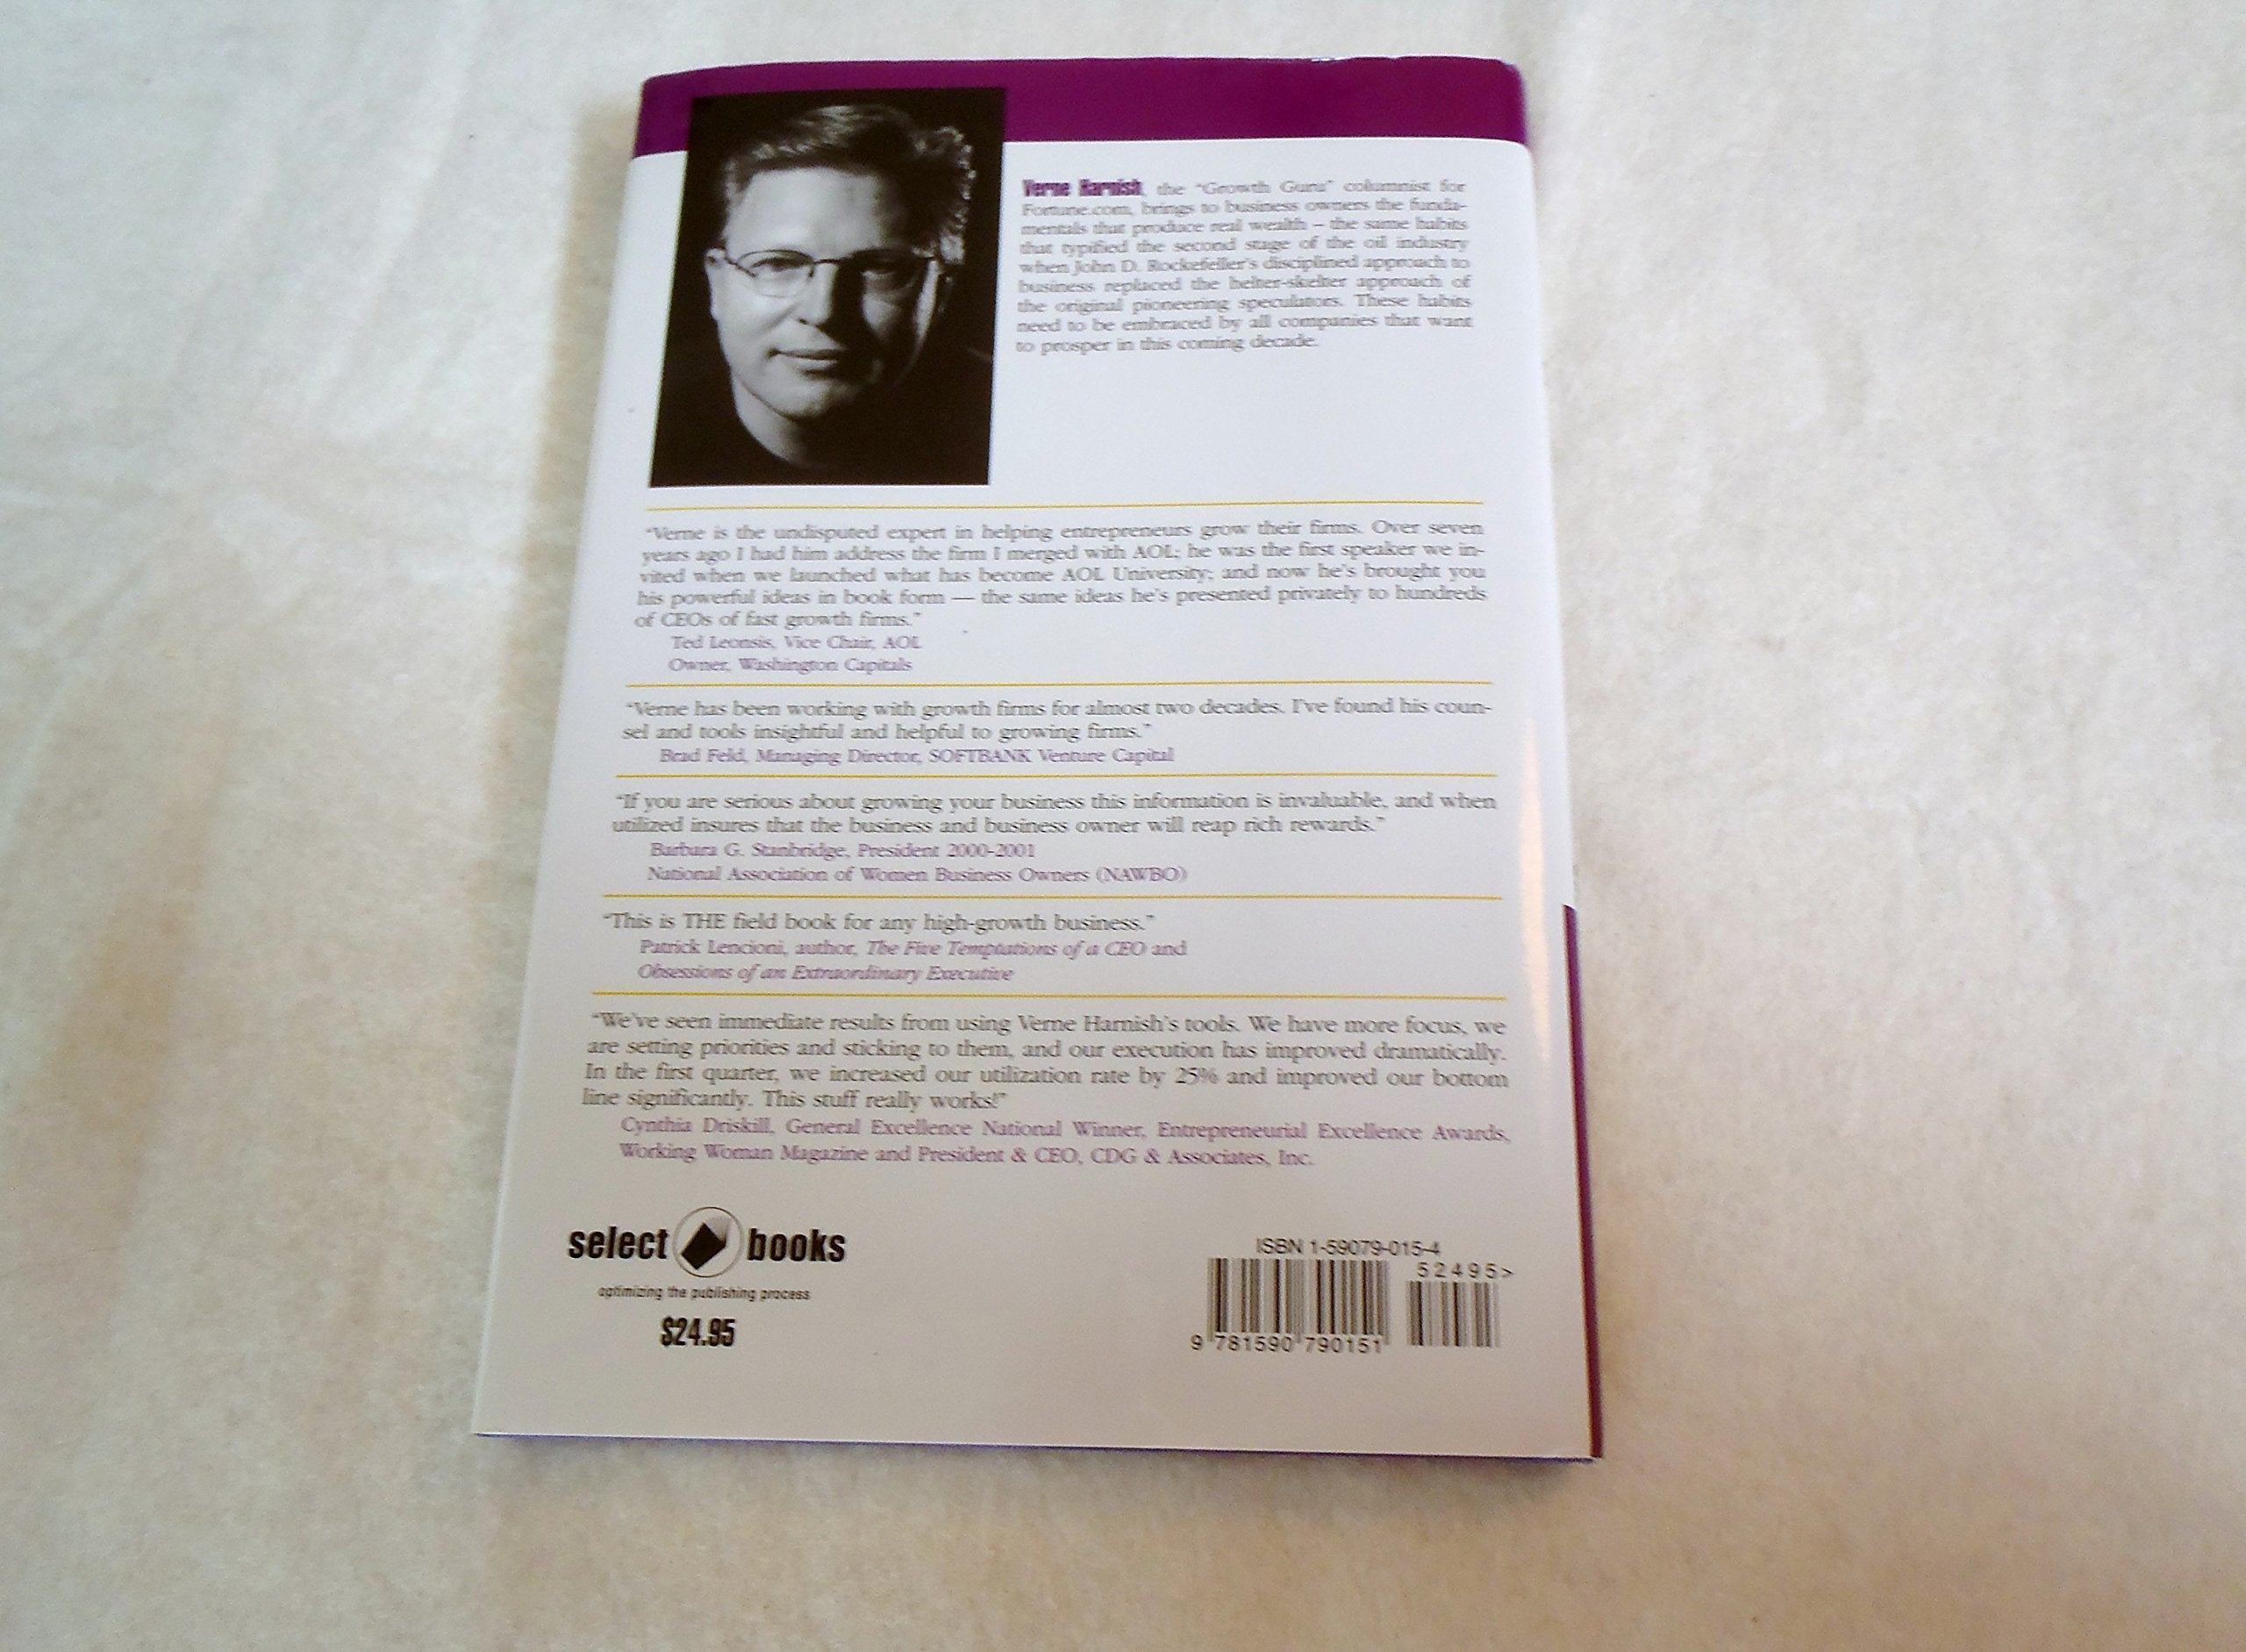 Verne Harnish, the "Growth Guru" columnist for
Fortune.com, brings to business owners the funda-
mentals that produce real wealth – the same habits
that typified the second stage of the oil industry
when John D. Rockefeller's disciplined approach to
business replaced the helter-skelter approach of
the original pioneering speculators. These habits
need to be embraced by all companies that want
to prosper in this coming decade.
"Verne is the undisputed expert in helping entrepreneurs grow their firms. Over seven
years ago I had him address the firm I merged with AOL; he was the first speaker we in-
vited when we launched what has become AOL University; and now he's brought you
his powerful ideas in book form — the same ideas he's presented privately to hundreds
of CEOs of fast growth firms."
Ted Leonsis, Vice Chair, AOL
Owner, Washington Capitals
"Verne has been working with growth firms for almost two decades. I've found his coun-
sel and tools insightful and helpful to growing firms."
Brad Feld, Managing Director, SOFTBANK Venture Capital
"If you are serious about growing your business this information is invaluable, and when
utilized insures that the business and business owner will reap rich rewards."
Barbara G. Stanbridge, President 2000-2001
National Association of Women Business Owners (NAWBO)
"This is THE field book for any high-growth business."
Patrick Lencioni, author, The Five Temptations of a CEO and
Obsessions of an Extraordinary Executive
"We've seen immediate results from using Verne Harnish's tools. We have more focus, we
are setting priorities and sticking to them, and our execution has improved dramatically.
In the first quarter, we increased our utilization rate by 25% and improved our bottom
line significantly. This stuff really works!"
Cynthia Driskill, General Excellence National Winner, Entrepreneurial Excellence Awards,
Working Woman Magazine and President & CEO, CDG & Associates, Inc.
select books
optimizing the publishing process
$24.95
ISBN 1-59079-015-4
52495>
9 781590 790151